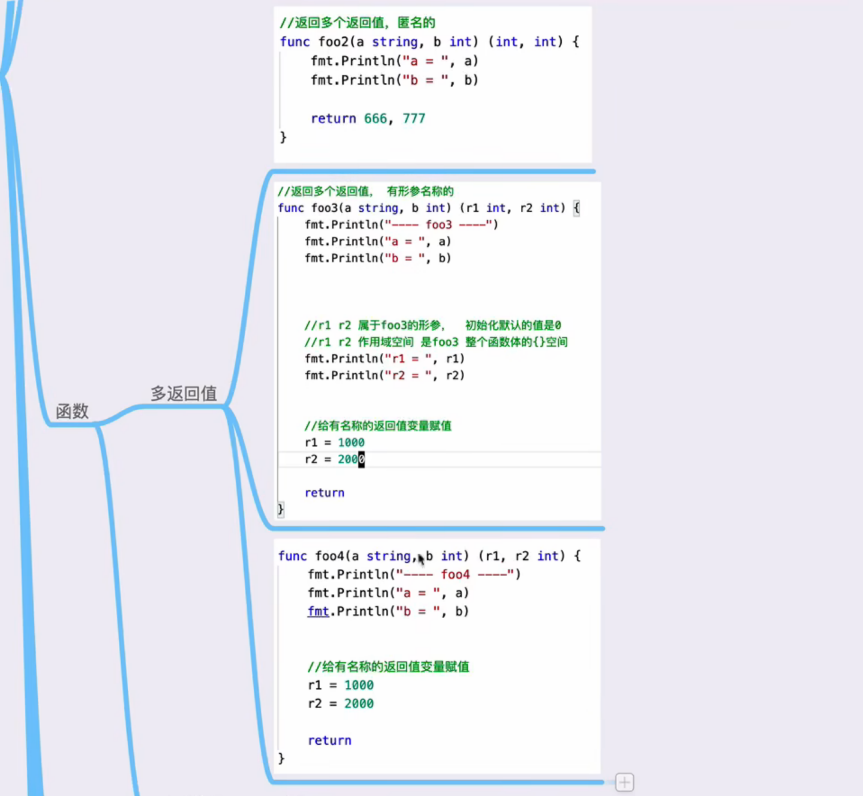 //返回多个返回值，匿名的
func foo2(a string, b int) (int, int) {
fmt.Println("a = ", a)
fmt.Println("b = ", b)
return 666, 777
}
//返回多个返回值， 有形参名称的
func foo3(a string, b int) (r1 int, r2 int) {
fmt.Println("---- foo3 ----")
fmt.Println("a = ", a)
fmt.Println("b = ", b)
//r1 r2 属于foo3的形参， 初始化默认的值是0
//r1 r2 作用域空间 是foo3 整个函数体的{}空间
fmt.Println("r1 = ", r1)
fmt.Println("r2 = ", r2)
//给有名称的返回值变量赋值
r1 = 1000
r2 = 2000
return
}
函数
多返回值
func foo4(a string, b int) (r1, r2 int) {
fmt.Println("---- foo4 ----")
fmt.Println("a = ", a)
fmt.Println("b = ", b)
//给有名称的返回值变量赋值
r1 = 1000
r2 = 2000
return
}